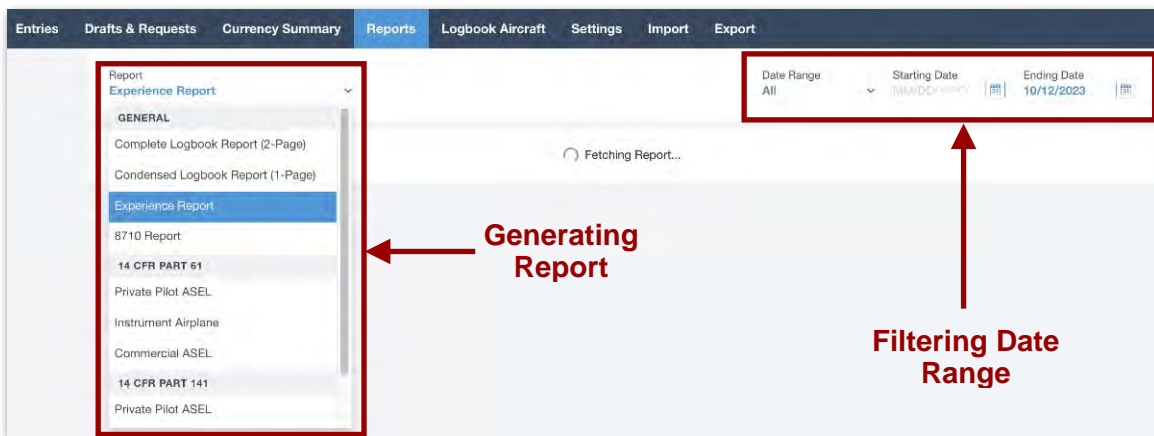 Entries Drafts & Requests Currency Summary Reports Logbook Aircraft Settings Import Export
Report
Experience Report
Date Range
All
Starting Date
Ending Date
10/12/2023
GENERAL
Complete Logbook Report (2-Page)
Condensed Logbook Report (1-Page)
Experience Report
8710 Report
14 CFR PART 61
Private Pilot ASEL
Instrument Airplane
Commercial ASEL
14 CFR PART 141
Private Pilot ASEL
Fetching Report...
Generating
Report
Filtering Date
Range